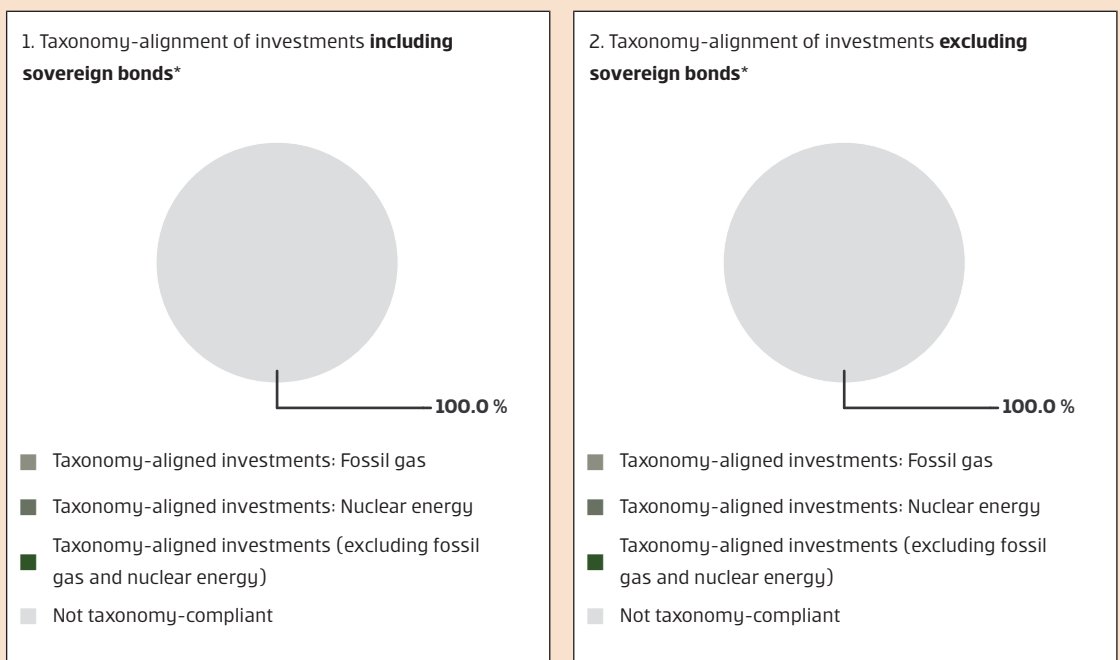 1. Taxonomy-alignment of investments including
sovereign bonds*
100.0 %
Taxonomy-aligned investments: Fossil gas
Taxonomy-aligned investments: Nuclear energy
Taxonomy-aligned investments (excluding fossil
gas and nuclear energy)
Not taxonomy-compliant
2. Taxonomy-alignment of investments excluding
sovereign bonds*
100.0 %
Taxonomy-aligned investments: Fossil gas
Taxonomy-aligned investments: Nuclear energy
Taxonomy-aligned investments (excluding fossil
gas and nuclear energy)
Not taxonomy-compliant